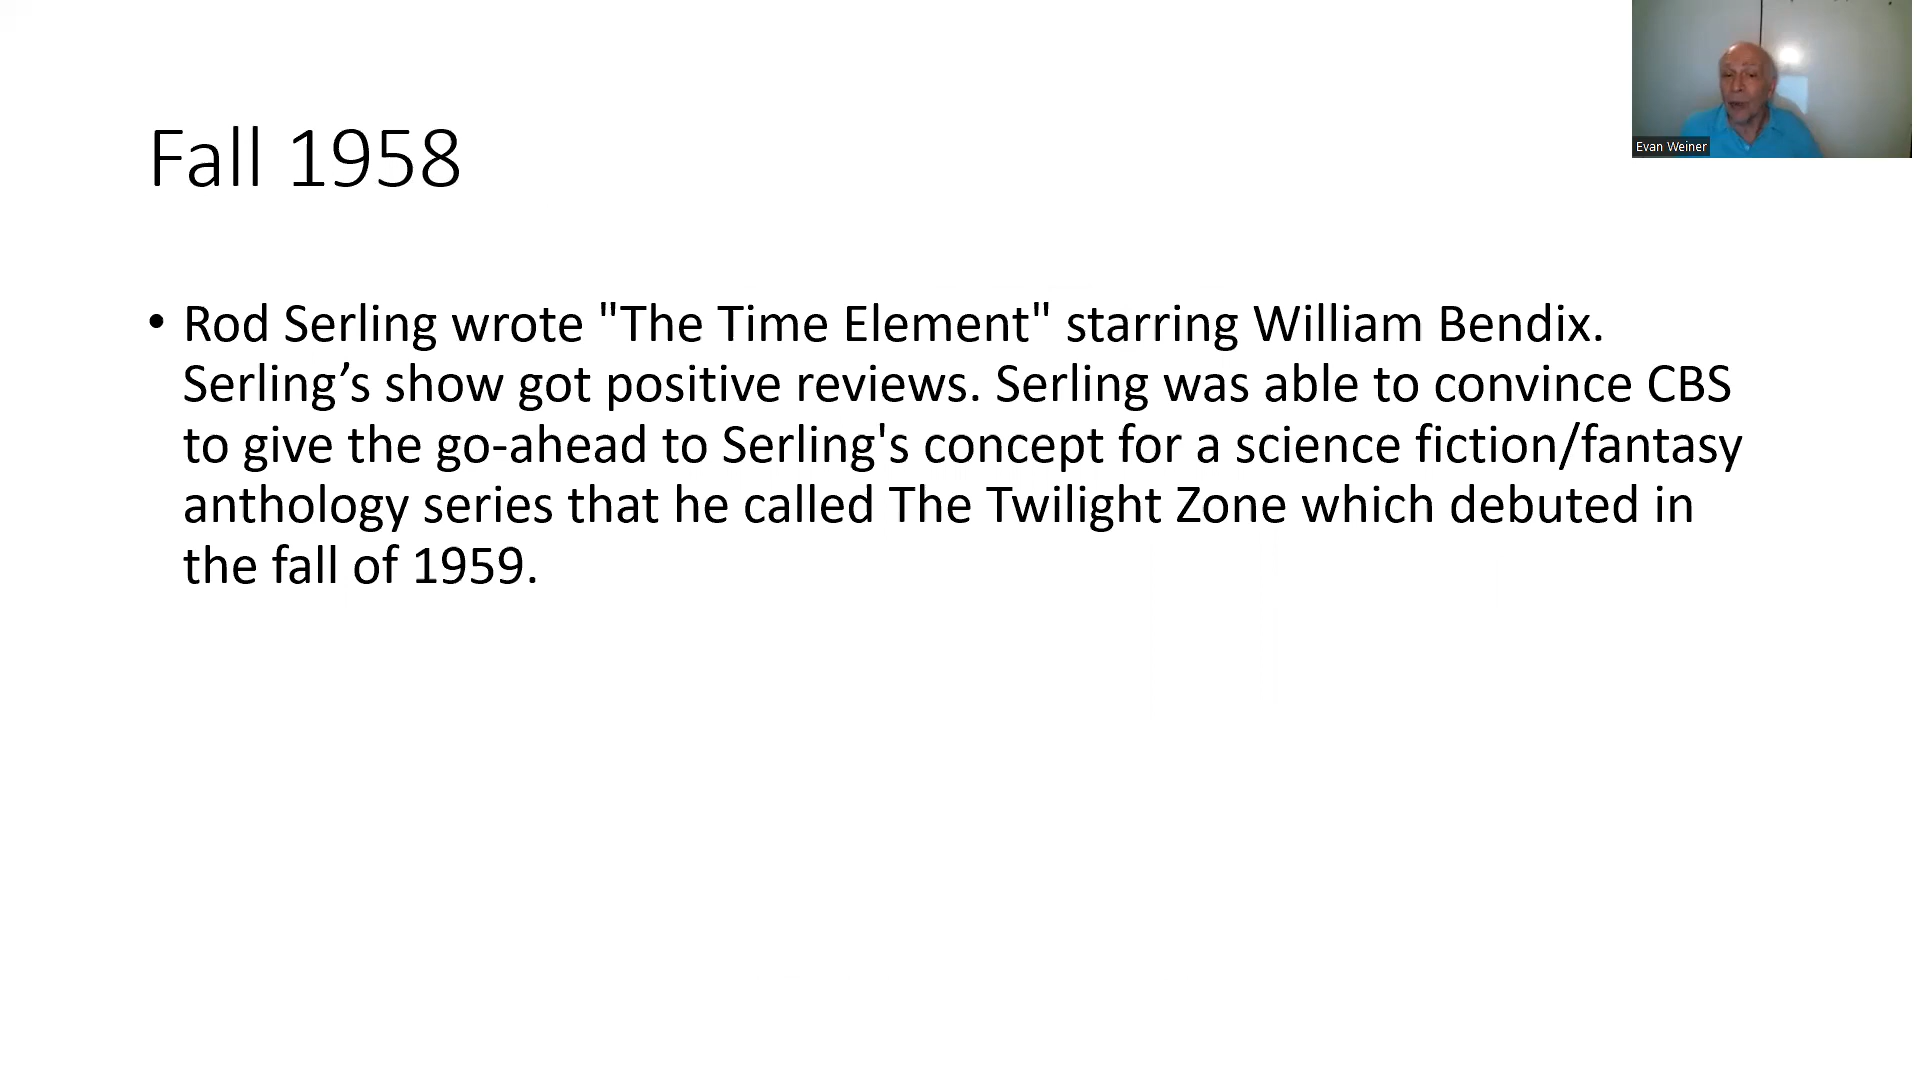 Fall 1958
Evan Weiner
• Rod Serling wrote "The Time Element" starring William Bendix.
Serling’s show got positive reviews. Serling was able to convince CBS
to give the go-ahead to Serling's concept for a science fiction/fantasy
anthology series that he called The Twilight Zone which debuted in
the fall of 1959.